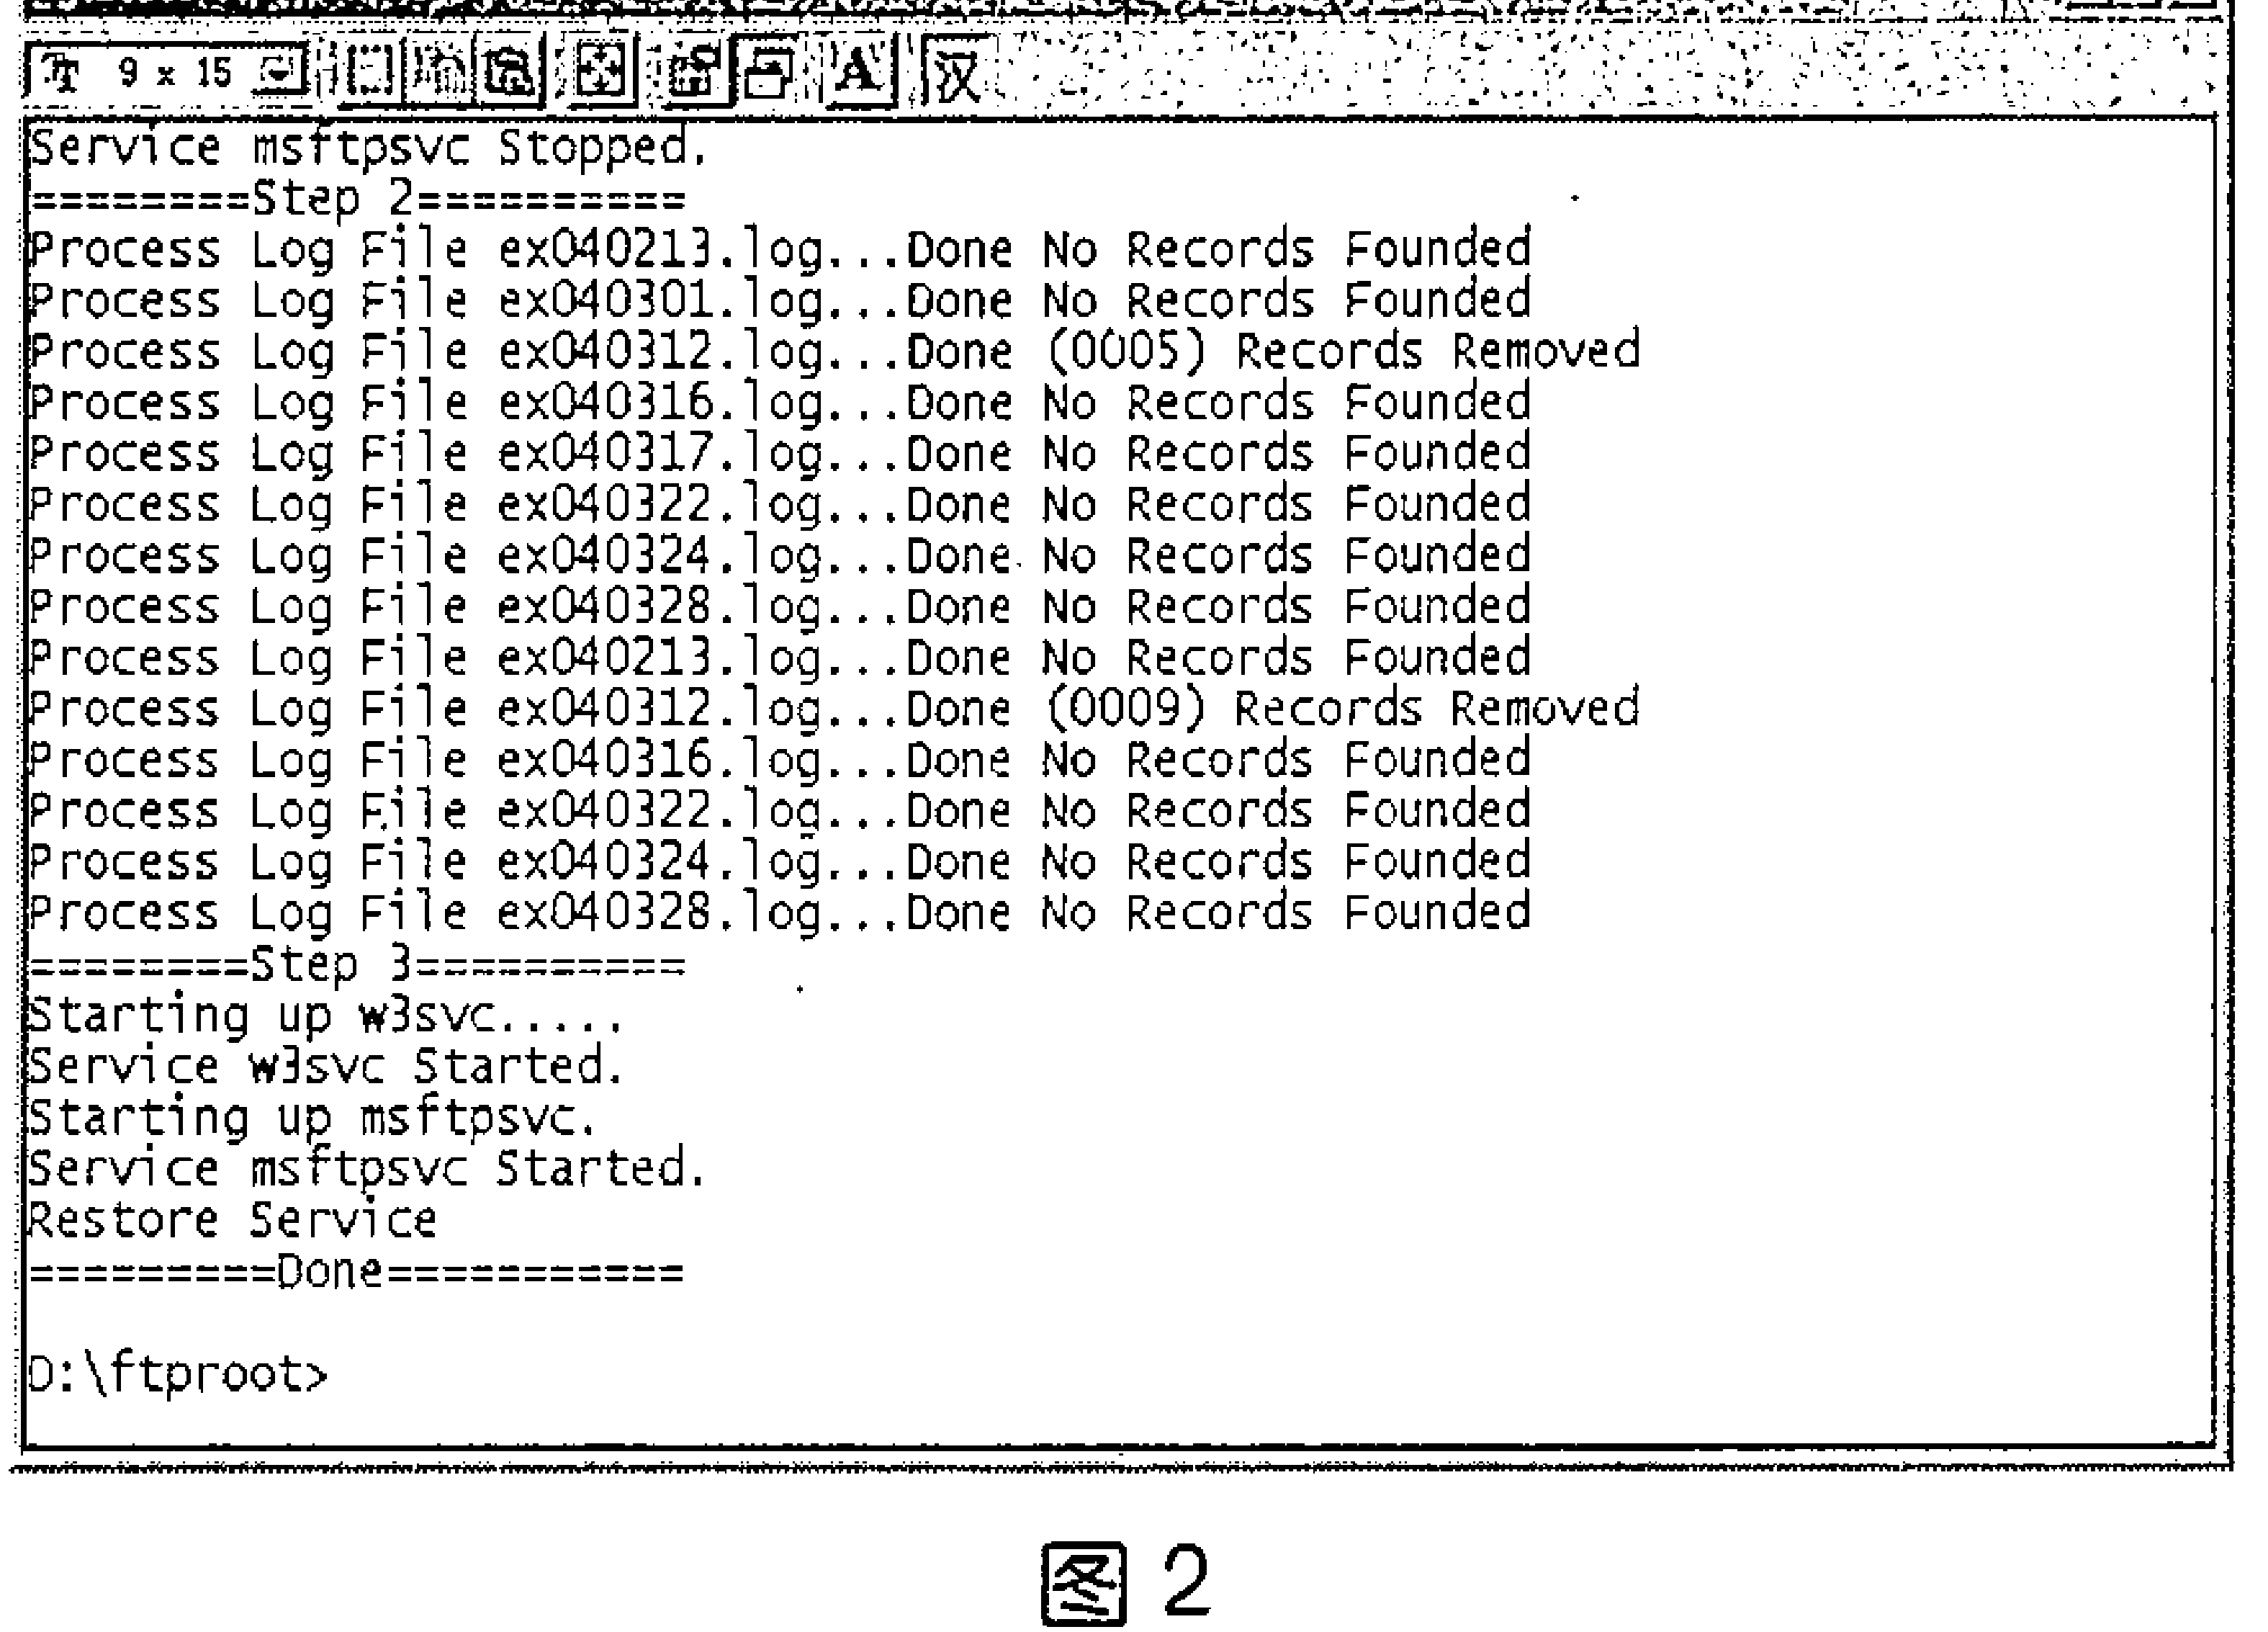 9 x 15 A 汉
Service msftpsvc Stopped.
========Step 2==========
Process Log File ex040213.log...Done No Records Founded
Process Log File ex040301.log...Done No Records Founded
Process Log File ex040312.log...Done (0005) Records Removed
Process Log File ex040316.log...Done No Records Founded
Process Log File ex040317.log...Done No Records Founded
Process Log File ex040322.log...Done No Records Founded
Process Log File ex040324.log...Done No Records Founded
Process Log File ex040328.log...Done No Records Founded
Process Log File ex040213.log...Done No Records Founded
Process Log File ex040312.log...Done (0009) Records Removed
Process Log File ex040316.log...Done No Records Founded
Process Log File ex040322.log...Done No Records Founded
Process Log File ex040324.log...Done No Records Founded
Process Log File ex040328.log...Done No Records Founded
========Step 3==========
Starting up w3svc.....
Service w3svc Started.
Starting up msftpsvc.
Service msftpsvc Started.
Restore Service
=========Done===========
D:\ftproot>
图 2